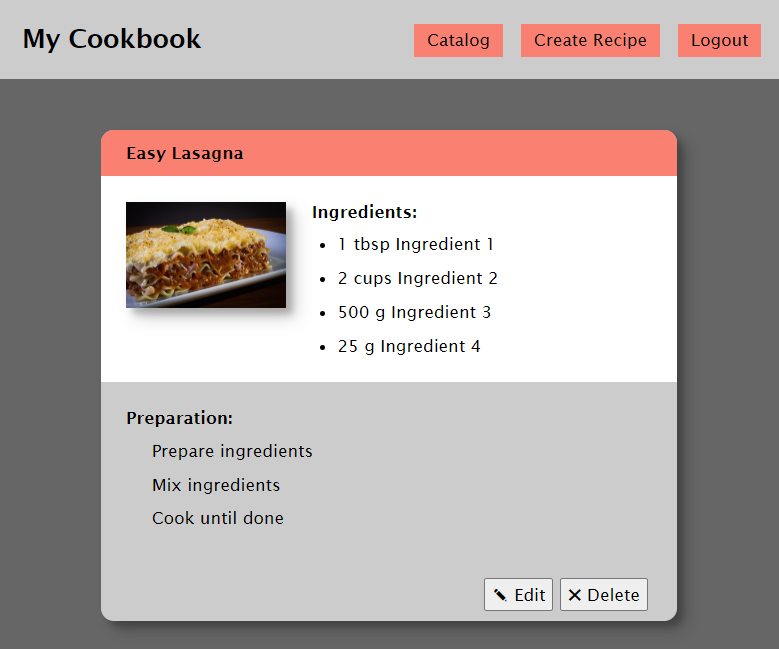 My Cookbook
Catalog
Create Recipe
Logout
Easy Lasagna
Ingredients:
1 tbsp Ingredient 1
2 cups Ingredient 2
500 g Ingredient 3
25 g Ingredient 4
Preparation:
Prepare ingredients
Mix ingredients
Cook until done
✎ Edit
✕ Delete